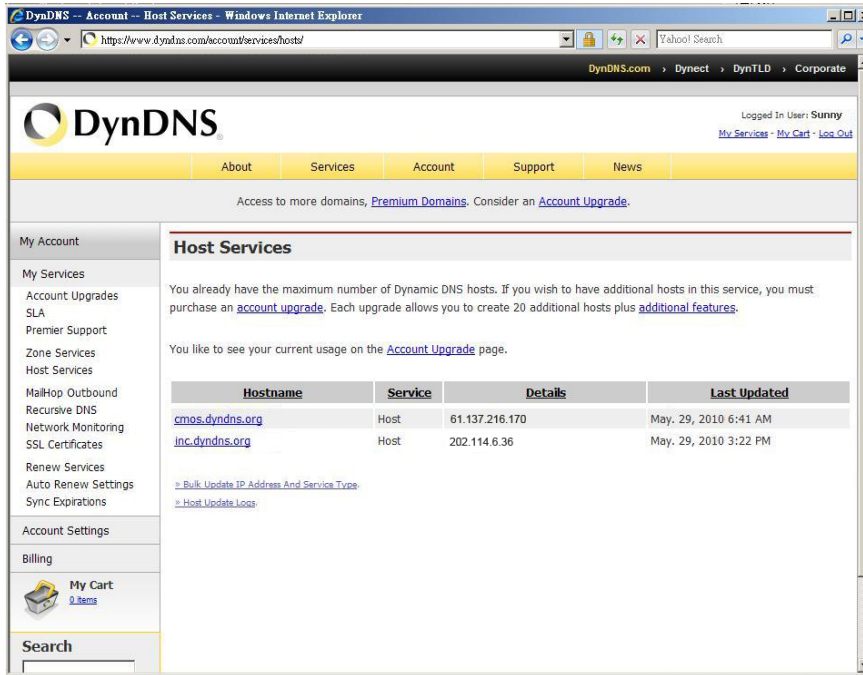 DynDNS -- Account -- Host Services - Windows Internet Explorer
https://www.dyndns.com/account/services/hosts/
Yahoo! Search
DynDNS.com › Dynect › DynTLD › Corporate
DynDNS
Logged In User: Sunny
My Services - My Cart - Log Out
About Services Account Support News
Access to more domains, Premium Domains. Consider an Account Upgrade.
My Account
My Services
Account Upgrades
SLA
Premier Support
Zone Services
Host Services
MailHop Outbound
Recursive DNS
Network Monitoring
SSL Certificates
Renew Services
Auto Renew Settings
Sync Expirations
Account Settings
Billing
My Cart
0 items
Search
Host Services
You already have the maximum number of Dynamic DNS hosts. If you wish to have additional hosts in this service, you must
purchase an account upgrade. Each upgrade allows you to create 20 additional hosts plus additional features.
You like to see your current usage on the Account Upgrade page.
Hostname Service Details Last Updated
cmos.dyndns.org Host 61.137.216.170 May. 29, 2010 6:41 AM
inc.dyndns.org Host 202.114.6.36 May. 29, 2010 3:22 PM
» Bulk Update IP Address And Service Type.
» Host Update Logs.